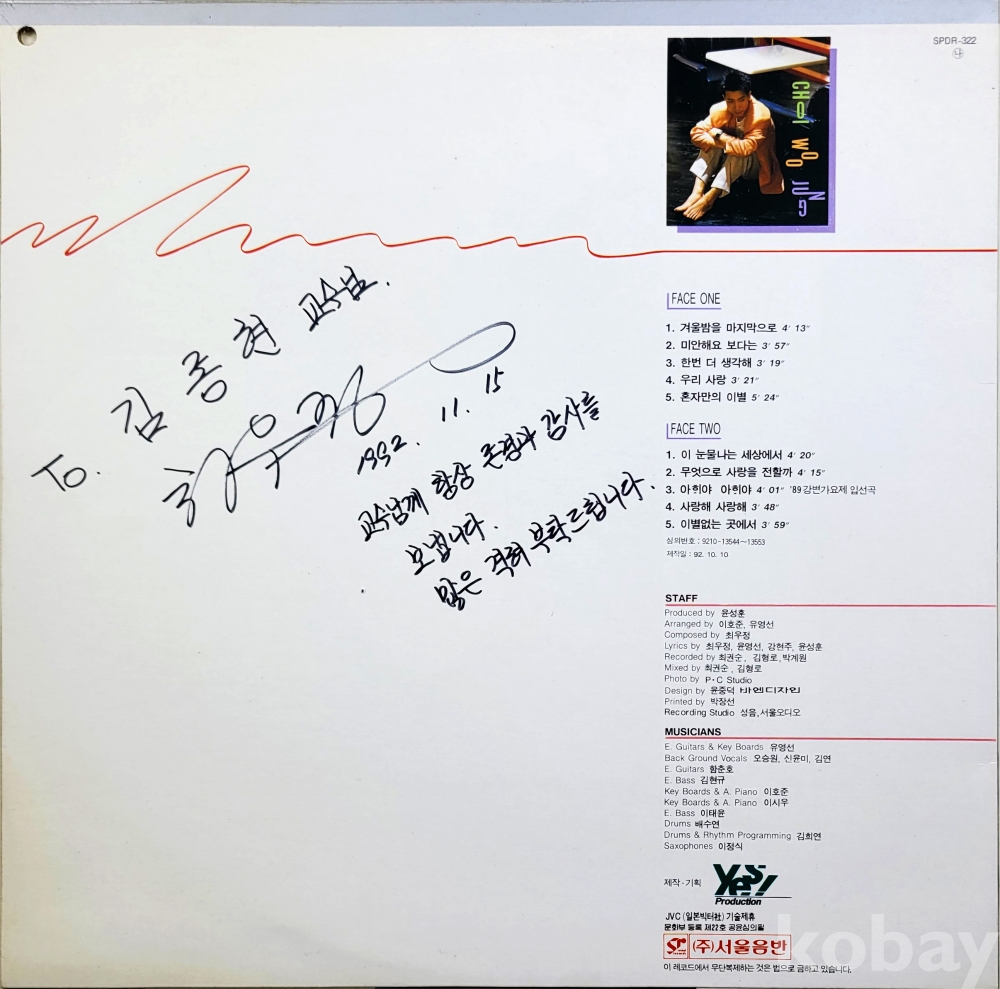 SPDR-322
나
CHOI WOO JUNG
To. 김종현 교수님.
최우정
1992. 11. 15
교수님께 항상 존경과 감사를
보냅니다.
많은 격려 부탁드립니다.
FACE ONE
1. 겨울밤을 마지막으로 4′ 13″
2. 미안해요 보다는 3′ 57″
3. 한번 더 생각해 3′ 19″
4. 우리 사랑 3′ 21″
5. 혼자만의 이별 5′ 24″
FACE TWO
1. 이 눈물나는 세상에서 4′ 20″
2. 무엇으로 사랑을 전할까 4′ 15″
3. 아휘야 아휘야 4′ 01″ '89 강변가요제 입선곡
4. 사랑해 사랑해 3′ 48″
5. 이별없는 곳에서 3′ 59″
심의번호 : 9210-13544~13553
제작일 : 92. 10. 10
STAFF
Produced by 윤성훈
Arranged by 이호준, 유영선
Composed by 최우정
Lyrics by 최우정, 윤영선, 강현주, 윤성훈
Recorded by 최권순, 김형로, 박계원
Mixed by 최권순, 김형로
Photo by P·C Studio
Design by 윤중덕 바엔디자인
Printed by 박장선
Recording Studio 성음, 서울오디오
MUSICIANS
E. Guitars & Key Boards 유영선
Back Ground Vocals 오승원, 신윤미, 김연
E. Guitars 함춘호
E. Bass 김현규
Key Boards & A. Piano 이호준
Key Boards & A. Piano 이시우
E. Bass 이태윤
Drums 배수연
Drums & Rhythm Programming 김희연
Saxophones 이정식
제작·기획 Yes!
Production
JVC (일본빅터社) 기술제휴
문화부 등록 제22호 공윤심의필
(주)서울음반
이 레코드에서 무단복제하는 것은 법으로 금하고 있습니다.
kobay